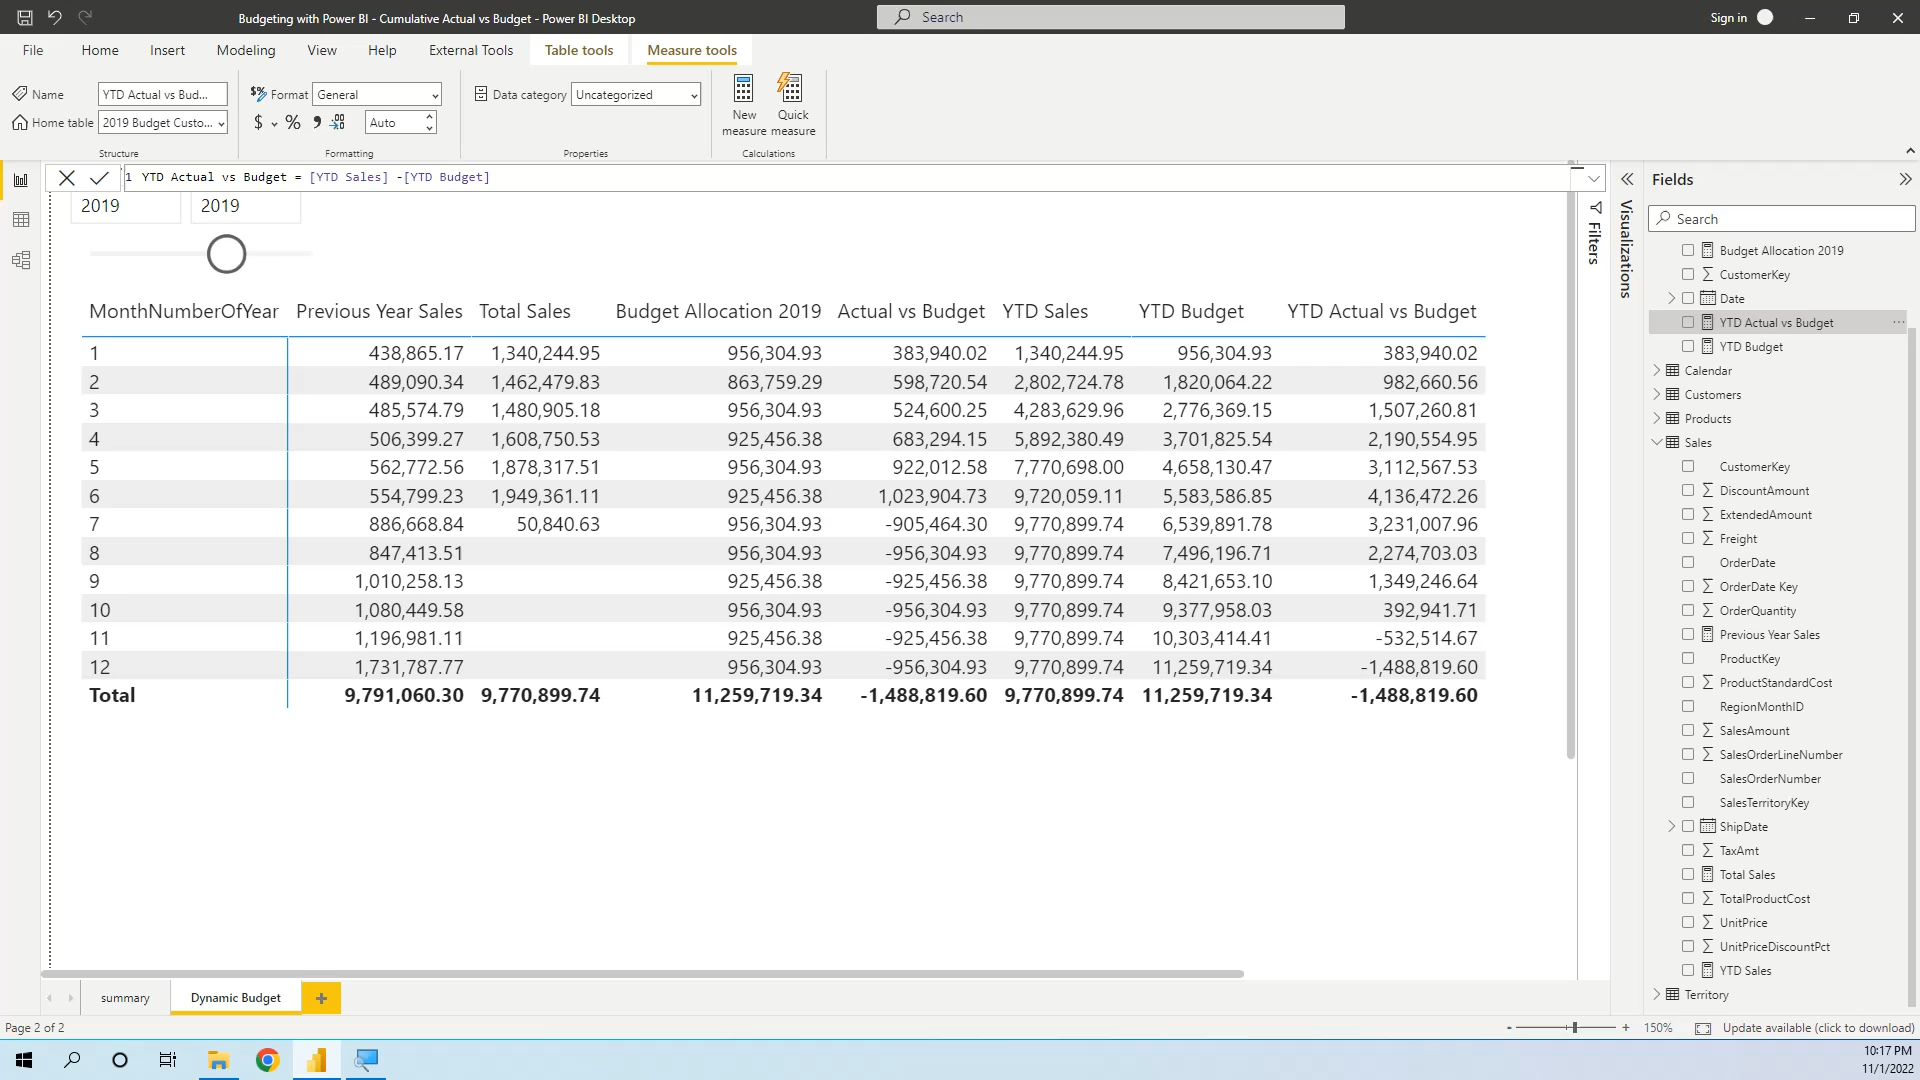 Budgeting with Power BI - Cumulative Actual vs Budget - Power BI Desktop
Search
Sign in
File Home Insert Modeling View Help External Tools Table tools Measure tools
Name YTD Actual vs Bud...
Home table 2019 Budget Custo...
Structure
$% Format General
$ % Auto
Formatting
Data category Uncategorized
Properties
New measure
Quick measure
Calculations
1 YTD Actual vs Budget = [YTD Sales] -[YTD Budget]
2019 2019
MonthNumberOfYear Previous Year Sales Total Sales Budget Allocation 2019 Actual vs Budget YTD Sales YTD Budget YTD Actual vs Budget
1 438,865.17 1,340,244.95 956,304.93 383,940.02 1,340,244.95 956,304.93 383,940.02
2 489,090.34 1,462,479.83 863,759.29 598,720.54 2,802,724.78 1,820,064.22 982,660.56
3 485,574.79 1,480,905.18 956,304.93 524,600.25 4,283,629.96 2,776,369.15 1,507,260.81
4 506,399.27 1,608,750.53 925,456.38 683,294.15 5,892,380.49 3,701,825.54 2,190,554.95
5 562,772.56 1,878,317.51 956,304.93 922,012.58 7,770,698.00 4,658,130.47 3,112,567.53
6 554,799.23 1,949,361.11 925,456.38 1,023,904.73 9,720,059.11 5,583,586.85 4,136,472.26
7 886,668.84 50,840.63 956,304.93 -905,464.30 9,770,899.74 6,539,891.78 3,231,007.96
8 847,413.51 956,304.93 -956,304.93 9,770,899.74 7,496,196.71 2,274,703.03
9 1,010,258.13 925,456.38 -925,456.38 9,770,899.74 8,421,653.10 1,349,246.64
10 1,080,449.58 956,304.93 -956,304.93 9,770,899.74 9,377,958.03 392,941.71
11 1,196,981.11 925,456.38 -925,456.38 9,770,899.74 10,303,414.41 -532,514.67
12 1,731,787.77 956,304.93 -956,304.93 9,770,899.74 11,259,719.34 -1,488,819.60
Total 9,791,060.30 9,770,899.74 11,259,719.34 -1,488,819.60 9,770,899.74 11,259,719.34 -1,488,819.60
Filters
Visualizations
Fields
Search
Budget Allocation 2019
CustomerKey
Date
YTD Actual vs Budget
YTD Budget
Calendar
Customers
Products
Sales
CustomerKey
DiscountAmount
ExtendedAmount
Freight
OrderDate
OrderDate Key
OrderQuantity
Previous Year Sales
ProductKey
ProductStandardCost
RegionMonthID
SalesAmount
SalesOrderLineNumber
SalesOrderNumber
SalesTerritoryKey
ShipDate
TaxAmt
Total Sales
TotalProductCost
UnitPrice
UnitPriceDiscountPct
YTD Sales
Territory
summary Dynamic Budget +
Page 2 of 2
- + 150% Update available (click to download)
10:17 PM
11/1/2022